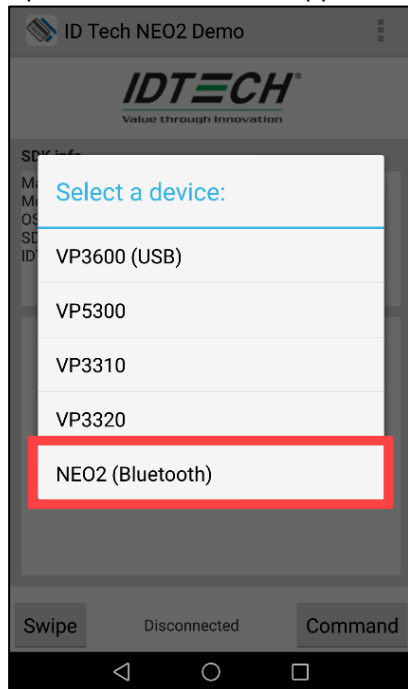 ID Tech NEO2 Demo
IDTECH®
Value through Innovation
Select a device:
VP3600 (USB)
VP5300
VP3310
VP3320
NEO2 (Bluetooth)
Swipe
Disconnected
Command